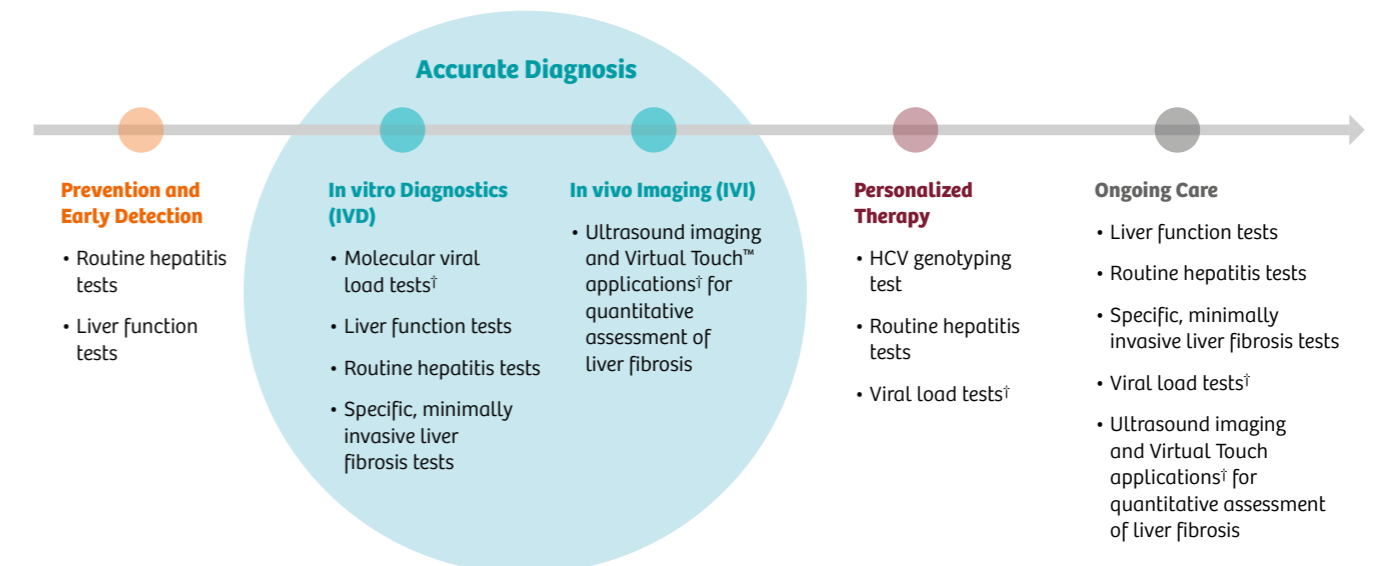 Accurate Diagnosis
Prevention and
Early Detection
• Routine hepatitis
tests
• Liver function
tests
In vitro Diagnostics
(IVD)
• Molecular viral
load tests†
• Liver function tests
• Routine hepatitis tests
• Specific, minimally
invasive liver
fibrosis tests
In vivo Imaging (IVI)
• Ultrasound imaging
and Virtual Touch™
applications† for
quantitative
assessment of
liver fibrosis
Personalized
Therapy
• HCV genotyping
test
• Routine hepatitis
tests
• Viral load tests†
Ongoing Care
• Liver function tests
• Routine hepatitis tests
• Specific, minimally
invasive liver fibrosis tests
• Viral load tests†
• Ultrasound imaging
and Virtual Touch
applications† for
quantitative assessment
of liver fibrosis